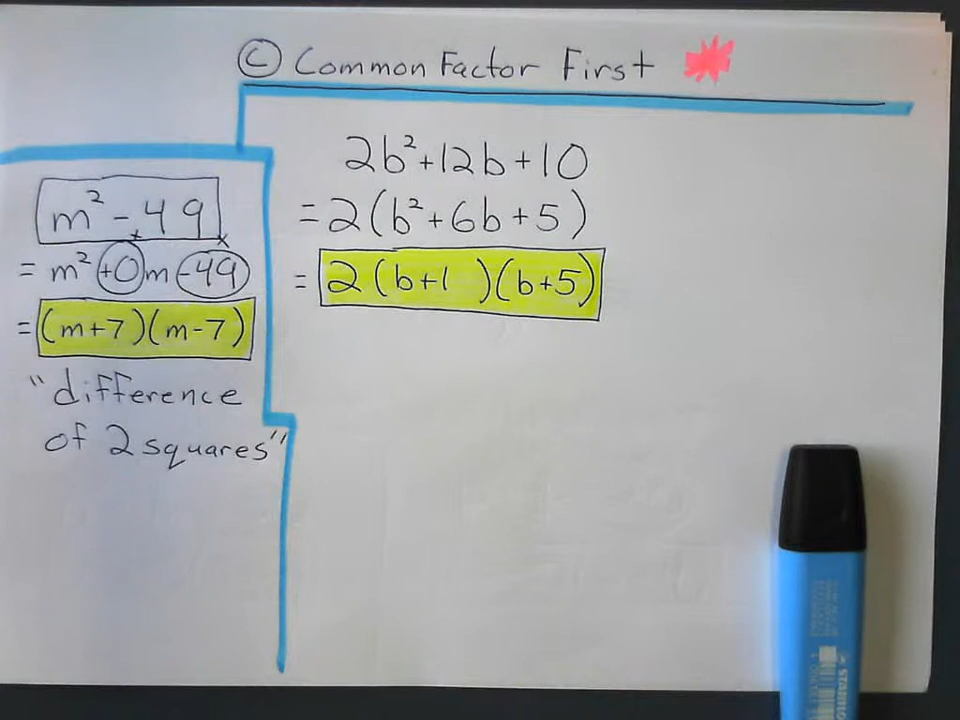 © Common Factor First
m² - 49
+ ×
= m² +0m -49
= (m+7)(m-7)
"difference
of 2 squares"
2b² + 12b + 10
= 2(b² + 6b + 5)
= 2(b+1 )(b+5)